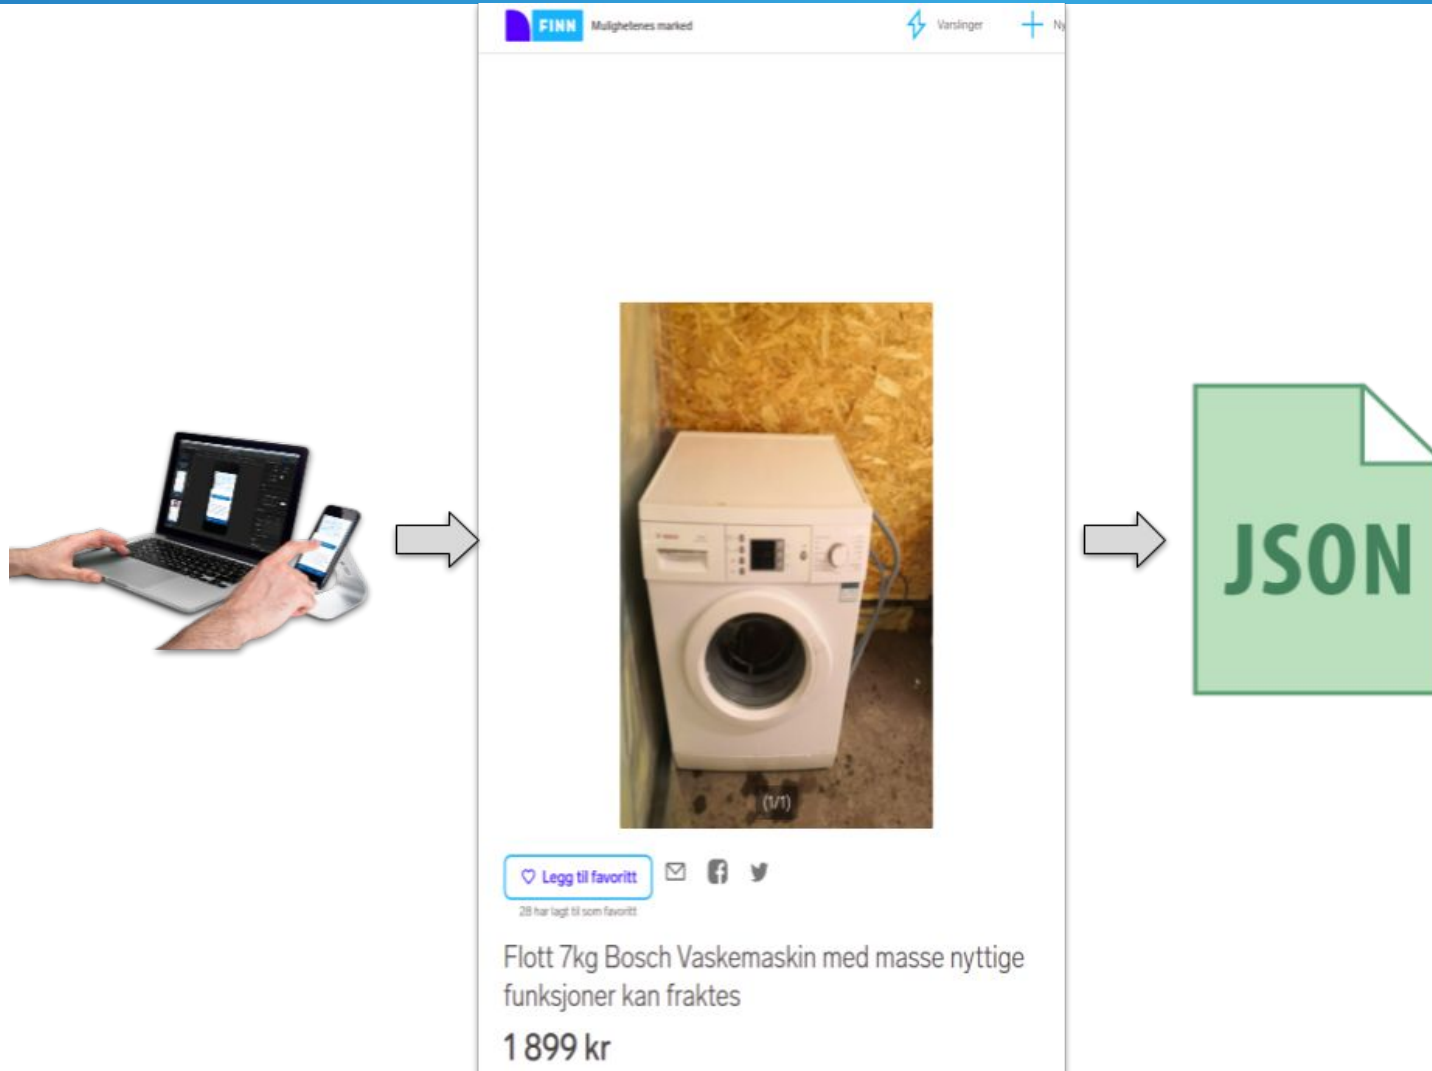 FINN Mulighetenes marked Varslinger Ny
JSON
(1/1)
Legg til favoritt
28 har lagt til som favoritt
Flott 7kg Bosch Vaskemaskin med masse nyttige
funksjoner kan fraktes
1 899 kr